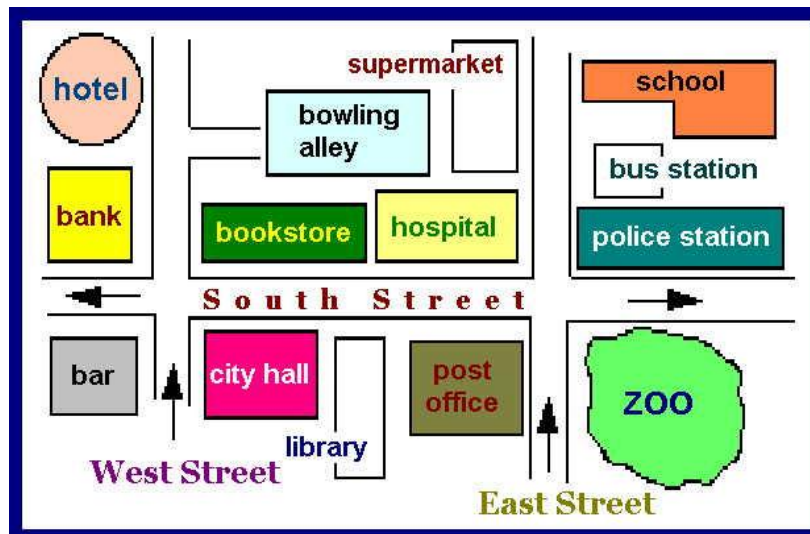 hotel
supermarket
school
bowling
alley
bus station
bank
bookstore
hospital
police station
South Street
bar
city hall
post
office
ZOO
library
West Street
East Street